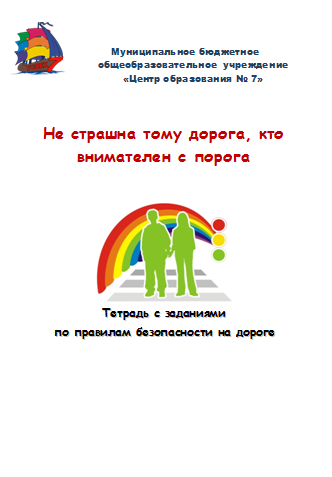 Муниципальное бюджетное
общеобразовательное учреждение
«Центр образования № 7»
Не страшна тому дорога, кто
внимателен с порога
Тетрадь с заданиями
по правилам безопасности на дороге